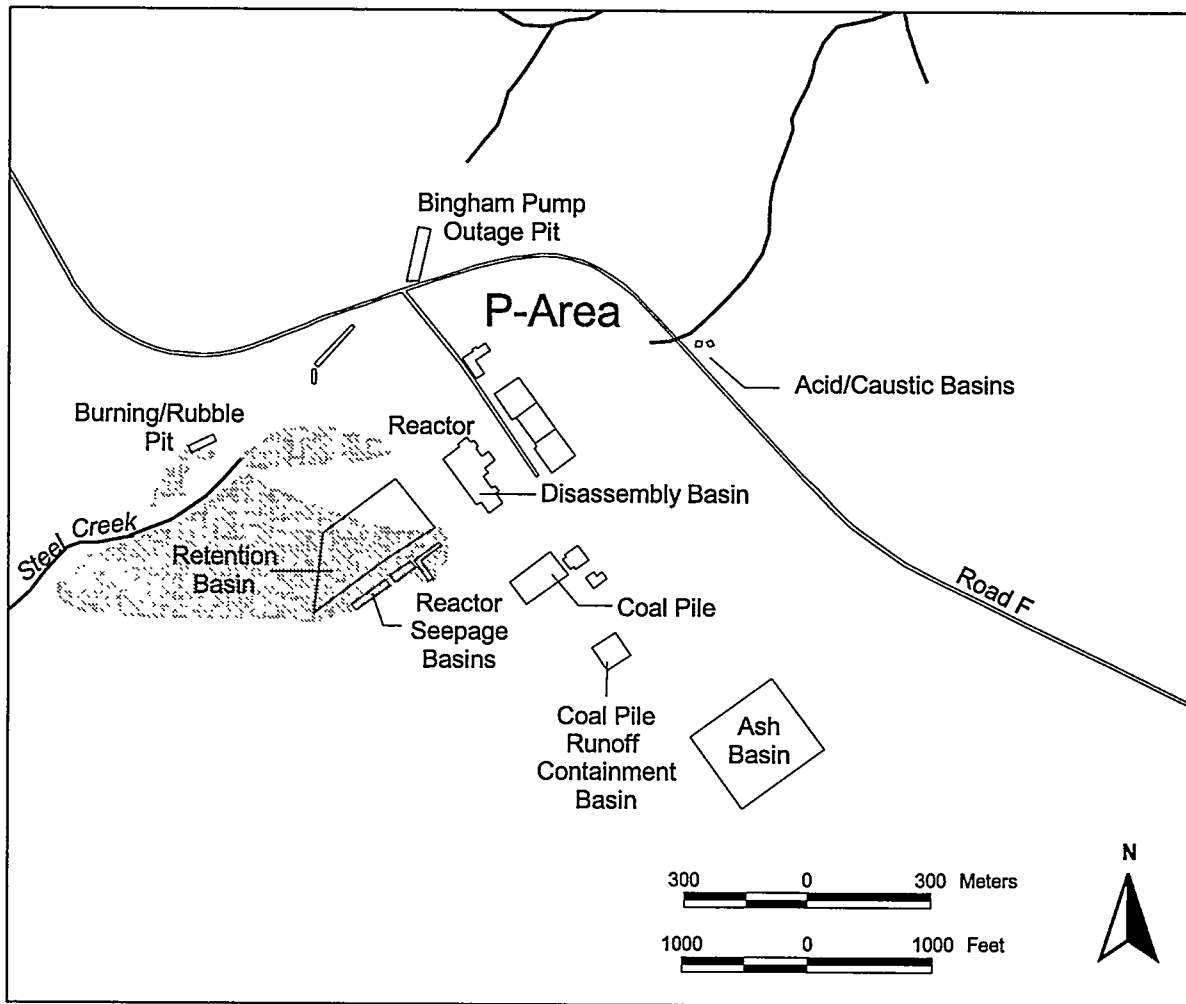 Bingham Pump
Outage Pit
P-Area
Acid/Caustic Basins
Burning/Rubble
Pit
Reactor
Disassembly Basin
Steel Creek
Retention
Basin
Reactor
Seepage
Basins
Coal Pile
Road F
Coal Pile
Runoff
Containment
Basin
Ash
Basin
N
300 0 300 Meters
1000 0 1000 Feet